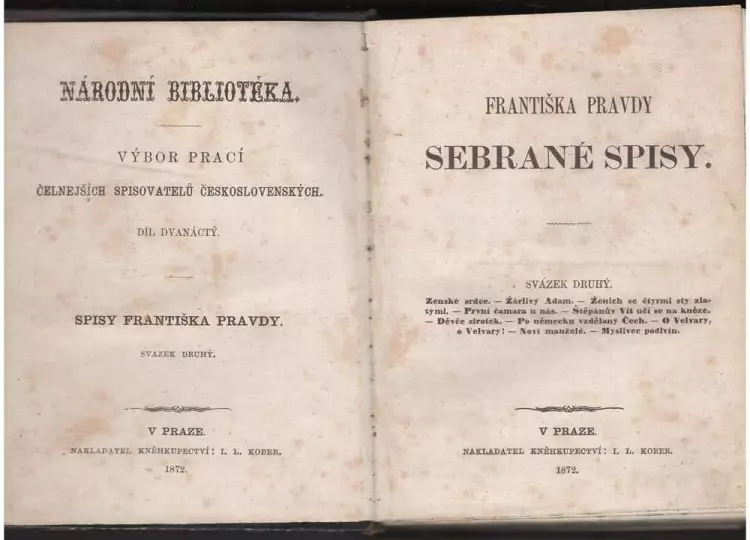 NÁRODNÍ BIBLIOTÉKA.
VÝBOR PRACÍ
ČELNEJŠÍCH SPISOVATELŮ ČESKOSLOVENSKÝCH.
DÍL DVANÁCTÝ.
SPISY FRANTIŠKA PRAVDY.
SVAZEK DRUHÝ.
V PRAZE.
NAKLADATEL KNĚHKUPECTVÍ: I. L. KOBER.
1872.
FRANTIŠKA PRAVDY
SEBRANÉ SPISY.
SVÁZEK DRUHÝ.
Ženské srdce. — Žárlivý Adam. — Ženich se čtyrmi sty zla-
tými. — První čamara u nás. — Štěpánův Vít učí se na kněze.
— Děvče sirotek. — Po německu vzdělaný Čech. — O Velvary,
ó Velvary! — Noví manželé. — Myslivec podivín.
V PRAZE.
NAKLADATEL KNĚHKUPECTVÍ: I. L. KOBER.
1872.